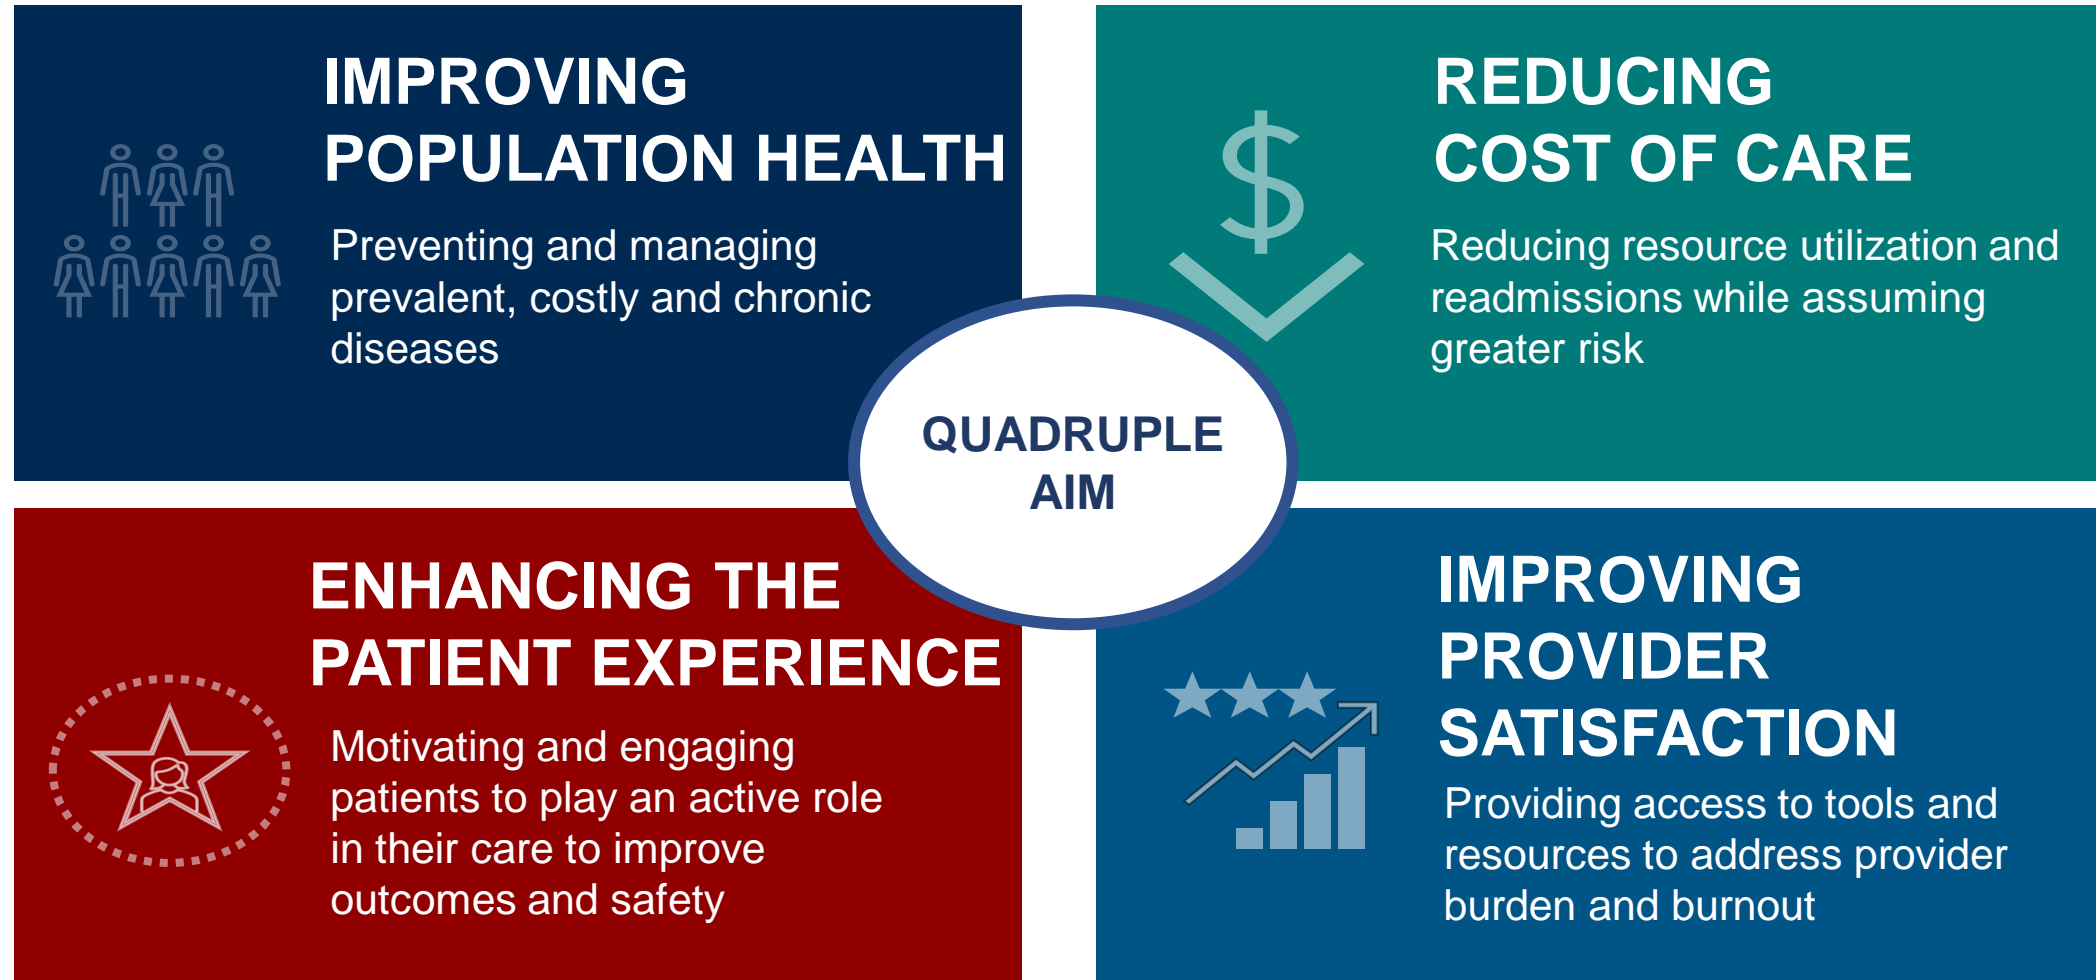 IMPROVING
POPULATION HEALTH
Preventing and managing
prevalent, costly and chronic
diseases
REDUCING
COST OF CARE
Reducing resource utilization and
readmissions while assuming
greater risk
QUADRUPLE
AIM
ENHANCING THE
PATIENT EXPERIENCE
Motivating and engaging
patients to play an active role
in their care to improve
outcomes and safety
IMPROVING
PROVIDER
SATISFACTION
Providing access to tools and
resources to address provider
burden and burnout